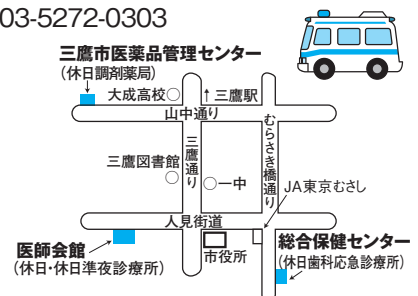 03-5272-0303
三鷹市医薬品管理センター
(休日調剤薬局)
大成高校
↑三鷹駅
山中通り
三鷹図書館
三鷹通り
むらさき橋通り
一中
JA東京むさし
人見街道
医師会館
(休日・休日準夜診療所)
市役所
総合保健センター
(休日歯科応急診療所)